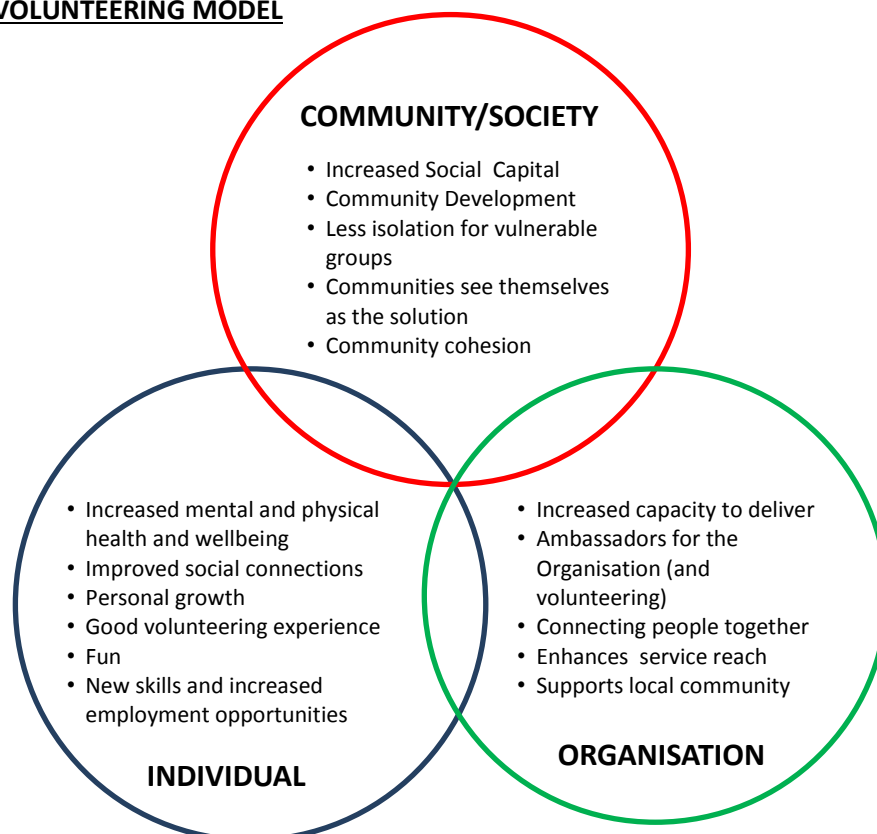 VOLUNTEERING MODEL
COMMUNITY/SOCIETY
• Increased Social Capital
• Community Development
• Less isolation for vulnerable
groups
• Communities see themselves
as the solution
• Community cohesion
• Increased mental and physical
health and wellbeing
• Improved social connections
• Personal growth
• Good volunteering experience
• Fun
• New skills and increased
employment opportunities
INDIVIDUAL
• Increased capacity to deliver
• Ambassadors for the
Organisation (and
volunteering)
• Connecting people together
• Enhances service reach
• Supports local community
ORGANISATION